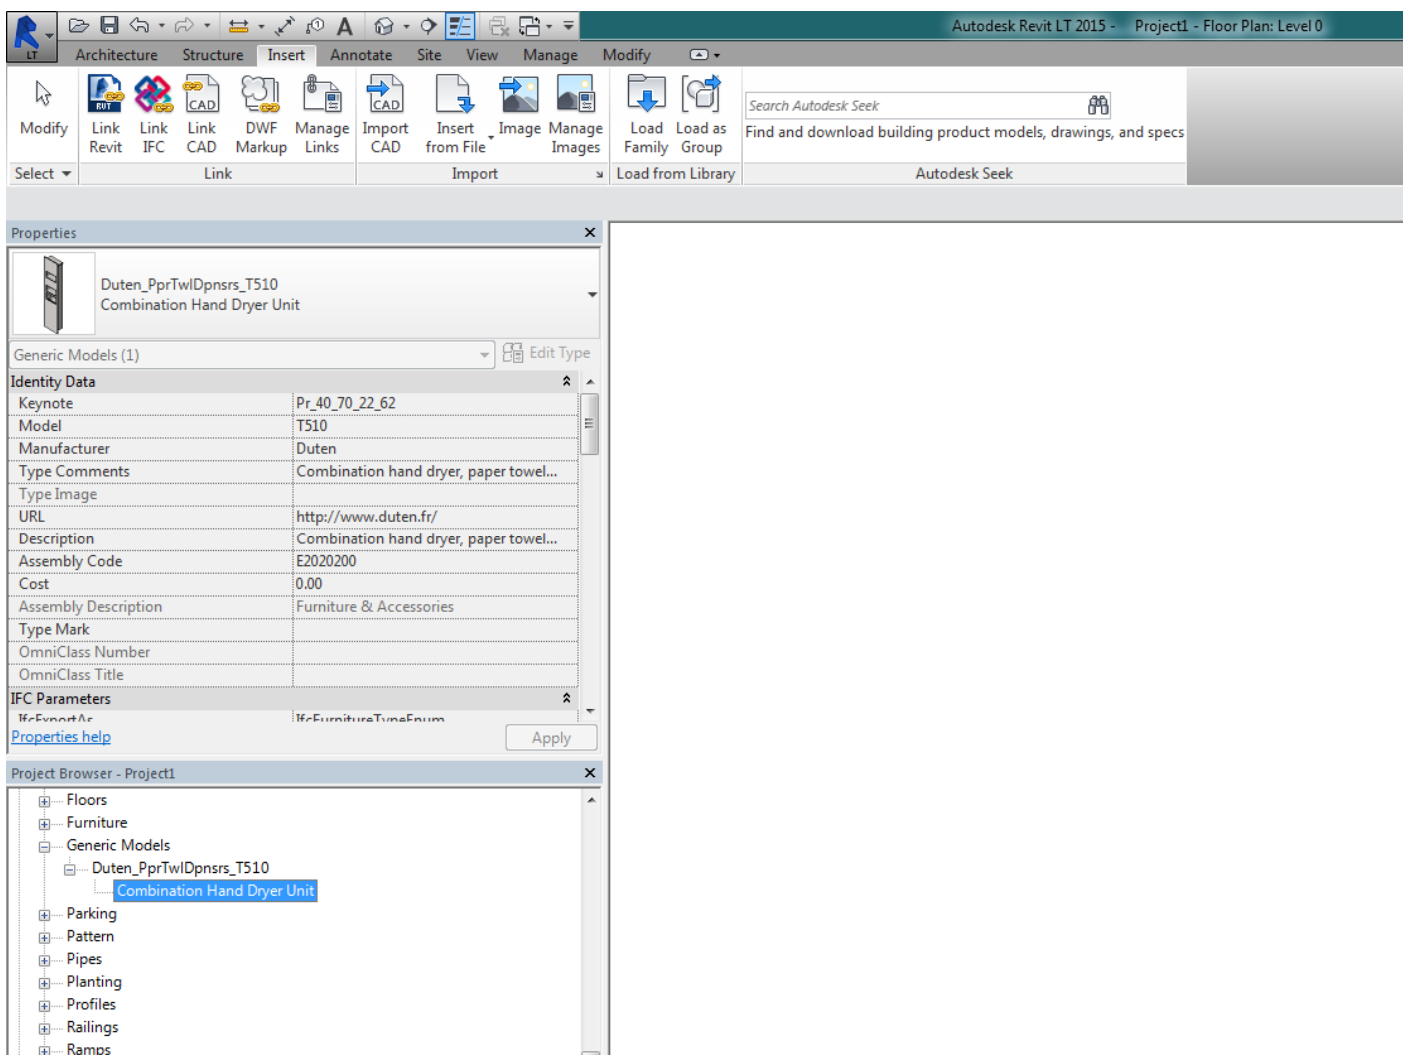 Autodesk Revit LT 2015 -    Project1 - Floor Plan: Level 0
LT
Architecture Structure Insert Annotate Site View Manage Modify
Modify
Link Revit
Link IFC
Link CAD
DWF Markup
Manage Links
Import CAD
Insert from File
Image
Manage Images
Load Family
Load as Group
RVT
CAD
CAD
Search Autodesk Seek
Find and download building product models, drawings, and specs
Select
Link
Import
Load from Library
Autodesk Seek
Properties
Duten_PprTwlDpnsrs_T510
Combination Hand Dryer Unit
Generic Models (1)
Edit Type
Identity Data
Keynote Pr_40_70_22_62
Model T510
Manufacturer Duten
Type Comments Combination hand dryer, paper towel...
Type Image
URL http://www.duten.fr/
Description Combination hand dryer, paper towel...
Assembly Code E2020200
Cost 0.00
Assembly Description Furniture & Accessories
Type Mark
OmniClass Number
OmniClass Title
IFC Parameters
IfcExportAs IfcFurnitureTypeEnum
Properties help
Apply
Project Browser - Project1
Floors
Furniture
Generic Models
Duten_PprTwlDpnsrs_T510
Combination Hand Dryer Unit
Parking
Pattern
Pipes
Planting
Profiles
Railings
Ramps